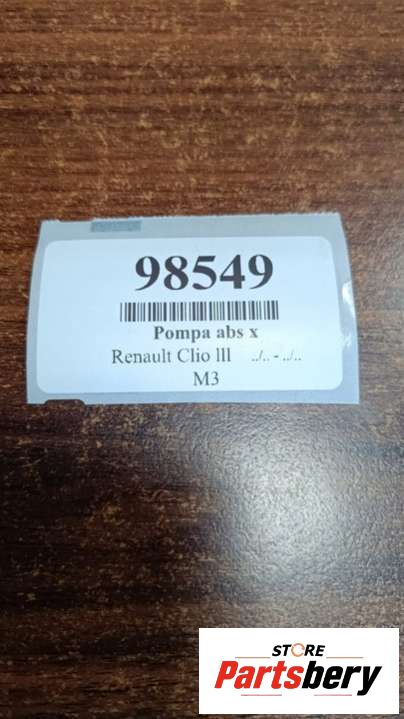 98549
Pompa abs x
Renault Clio lll ../.. - ../..
M3
STORE
Partsbery